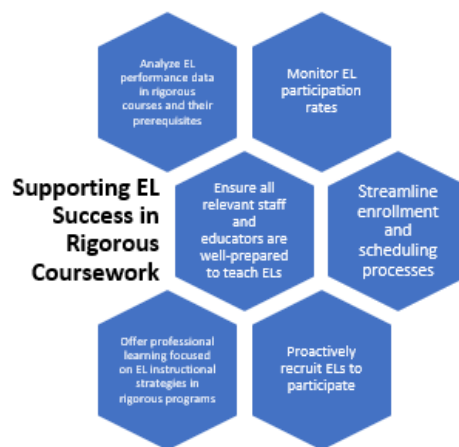 Analyze EL
performance data
in rigorous
courses and their
prerequisites
Monitor EL
participation
rates
Supporting EL
Success in
Rigorous
Coursework
Ensure all
relevant staff
and
educators are
well-prepared
to teach ELs
Streamline
enrollment
and
scheduling
processes
Offer professional
learning focused
on EL instructional
strategies in
rigorous programs
Proactively
recruit ELs to
participate